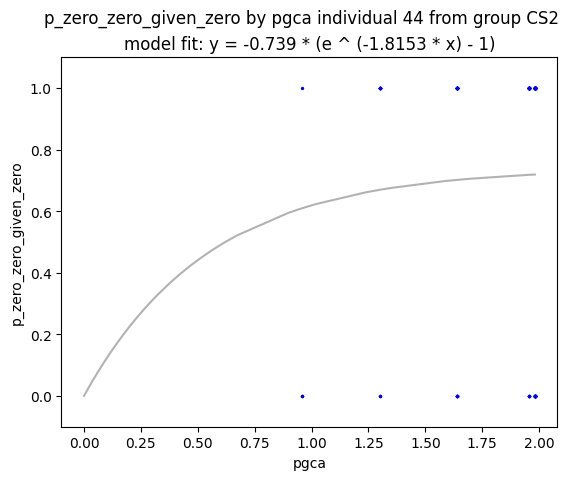 p_zero_zero_given_zero by pgca individual 44 from group CS2
model fit: y = -0.739 * (e ^ (-1.8153 * x) - 1)
1.0
0.8
0.6
0.4
0.2
0.0
p_zero_zero_given_zero
0.00 0.25 0.50 0.75 1.00 1.25 1.50 1.75 2.00
pgca